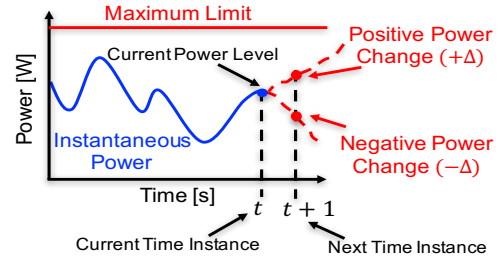 Maximum Limit
Positive Power
Change (+Δ)
Current Power Level
Power [W]
Instantaneous
Power
Negative Power
Change (−Δ)
Time [s]
t
t + 1
Current Time Instance
Next Time Instance